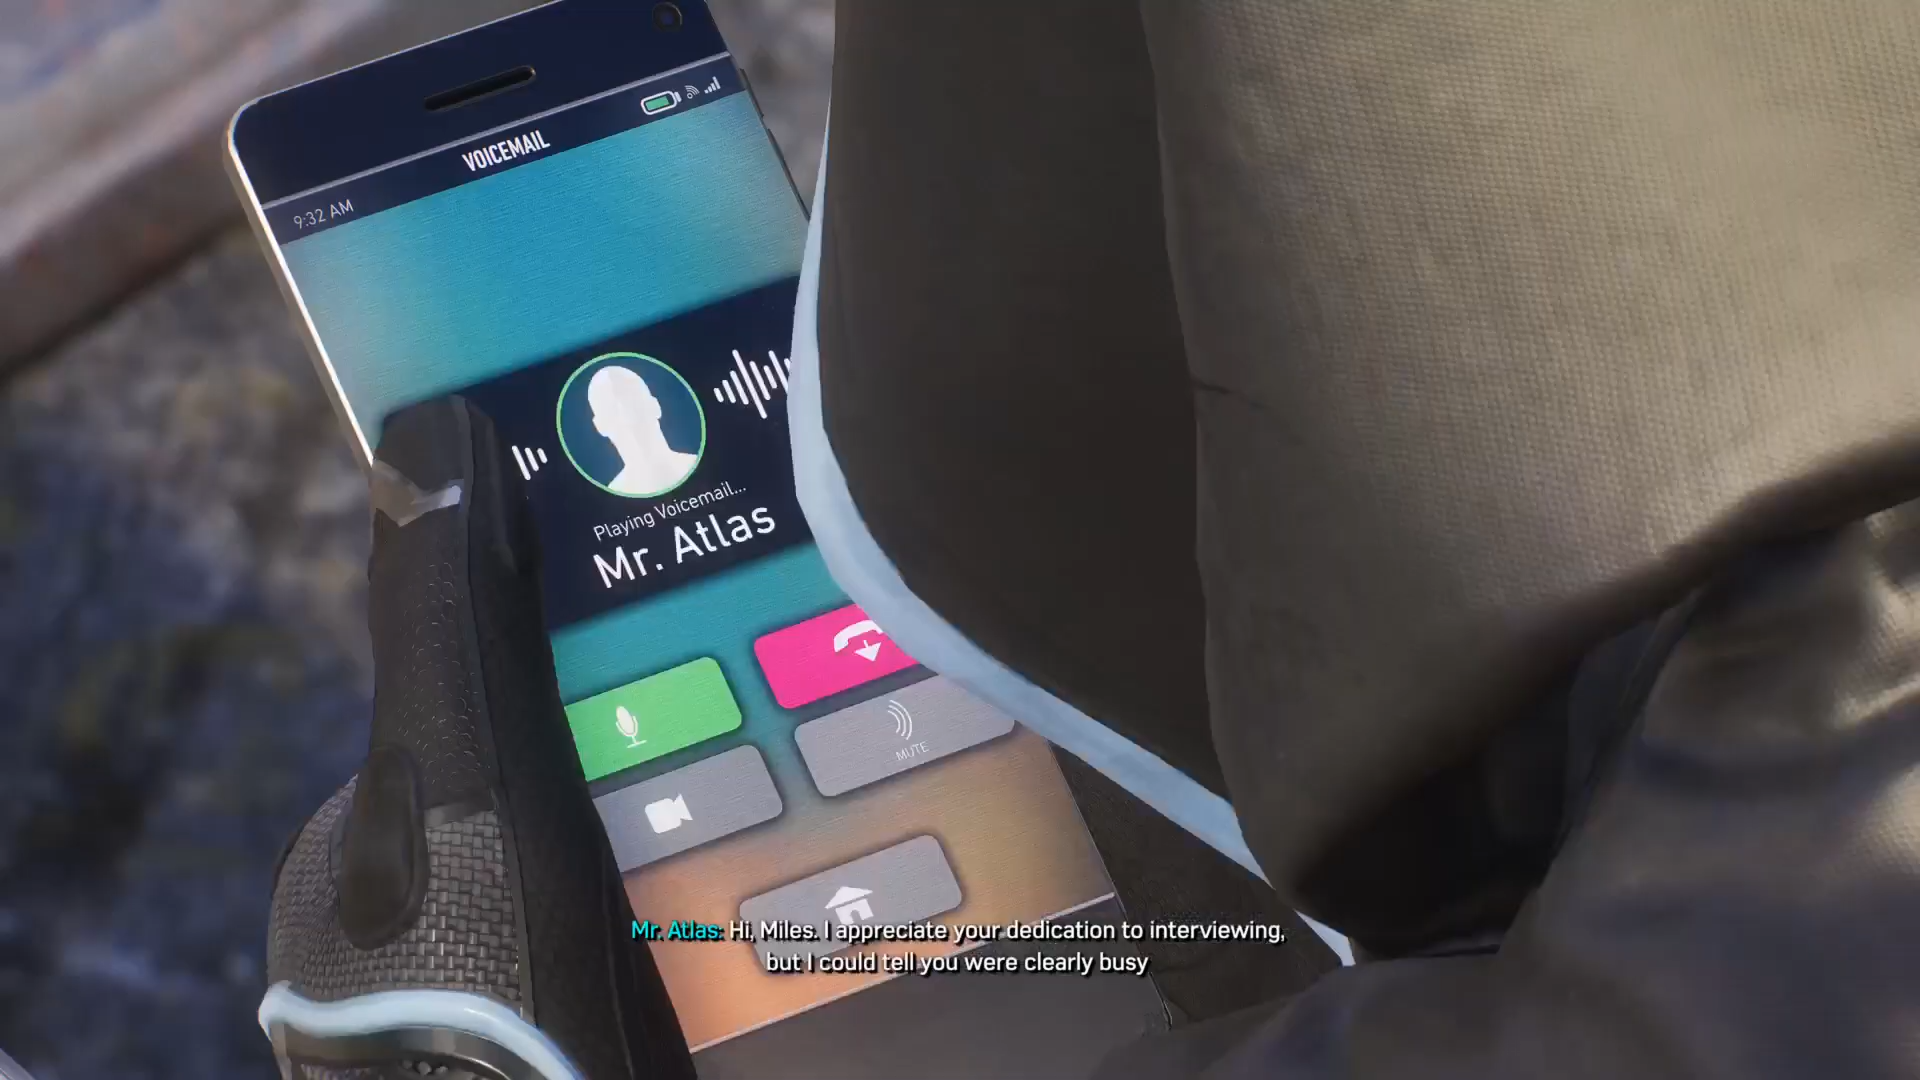 VOICEMAIL
9:32 AM
Playing Voicemail...
Mr. Atlas
MUTE
Mr. Atlas: Hi, Miles. I appreciate your dedication to interviewing,
but I could tell you were clearly busy